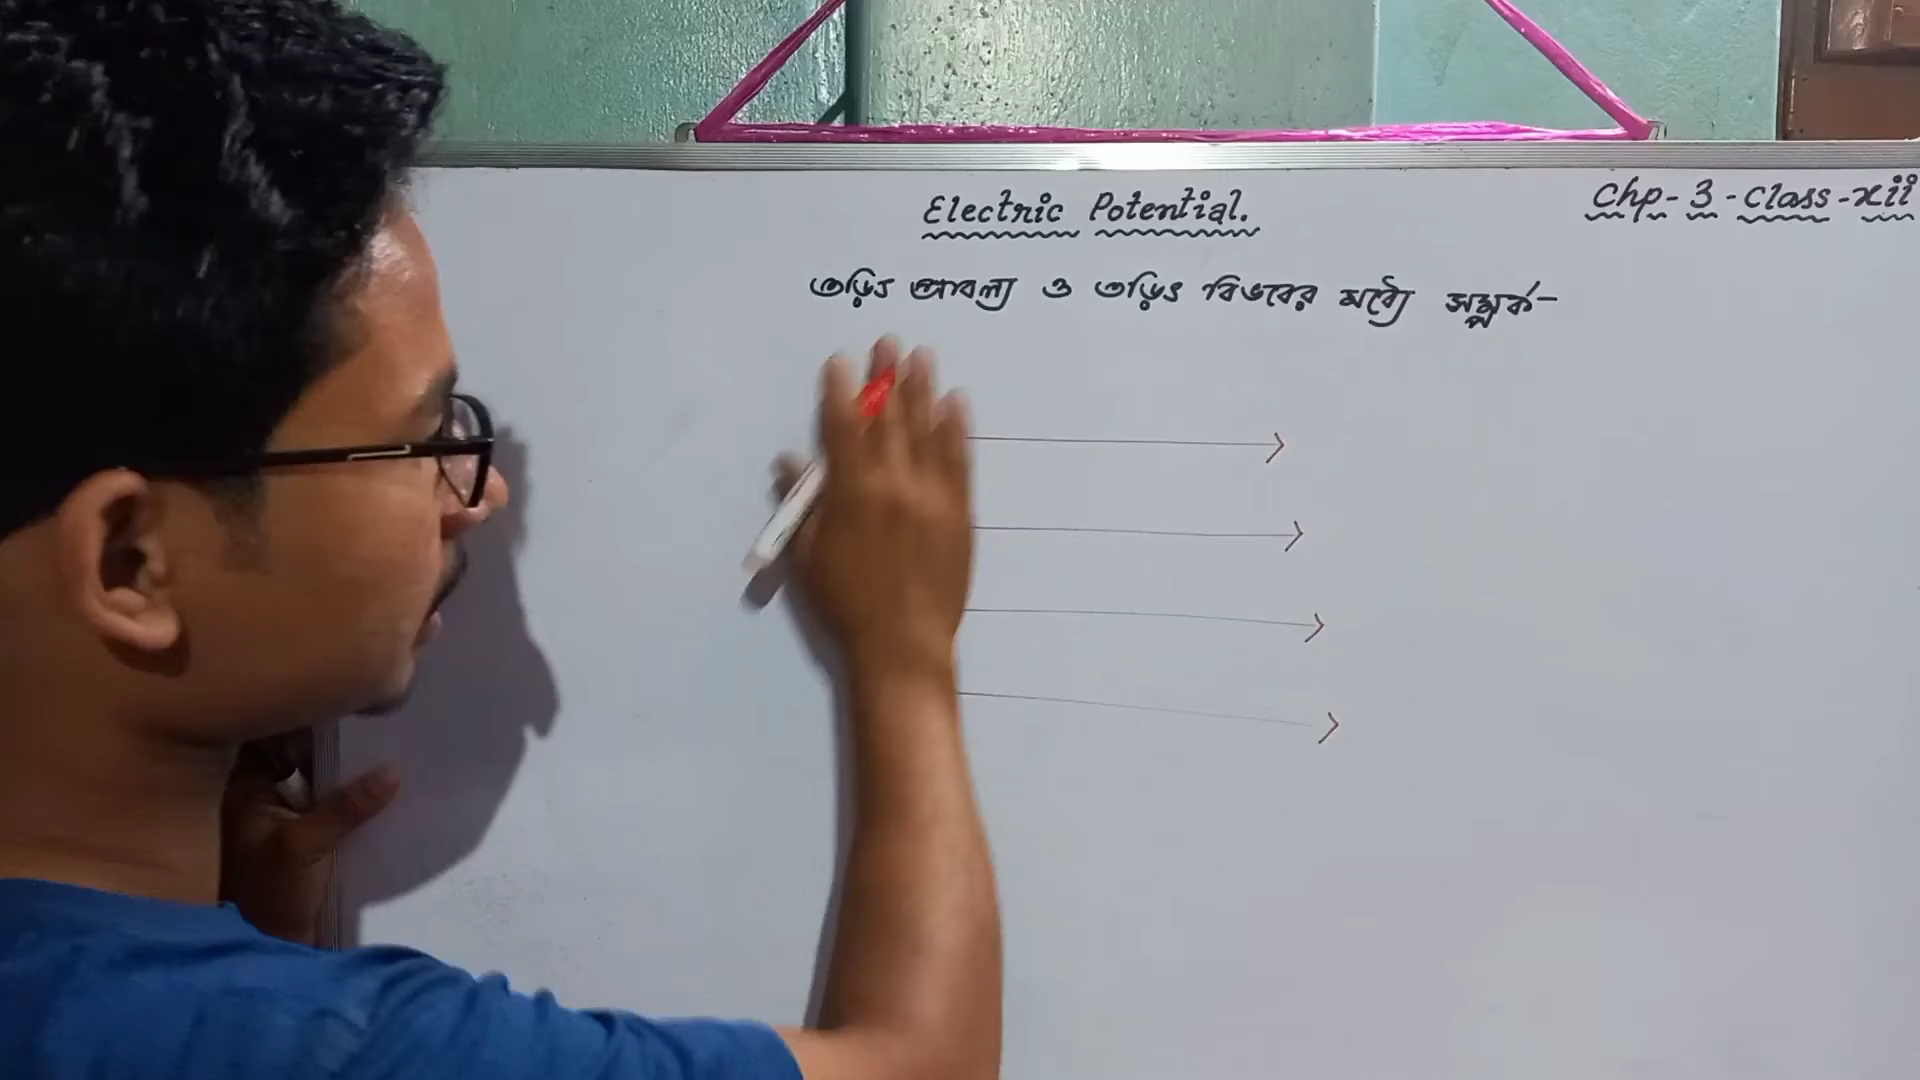 Electric Potential.
Chp-3-Class-xii
তড়িৎ প্রাবল্য ও তড়িৎ বিভবের মধ্যে সম্পর্ক-